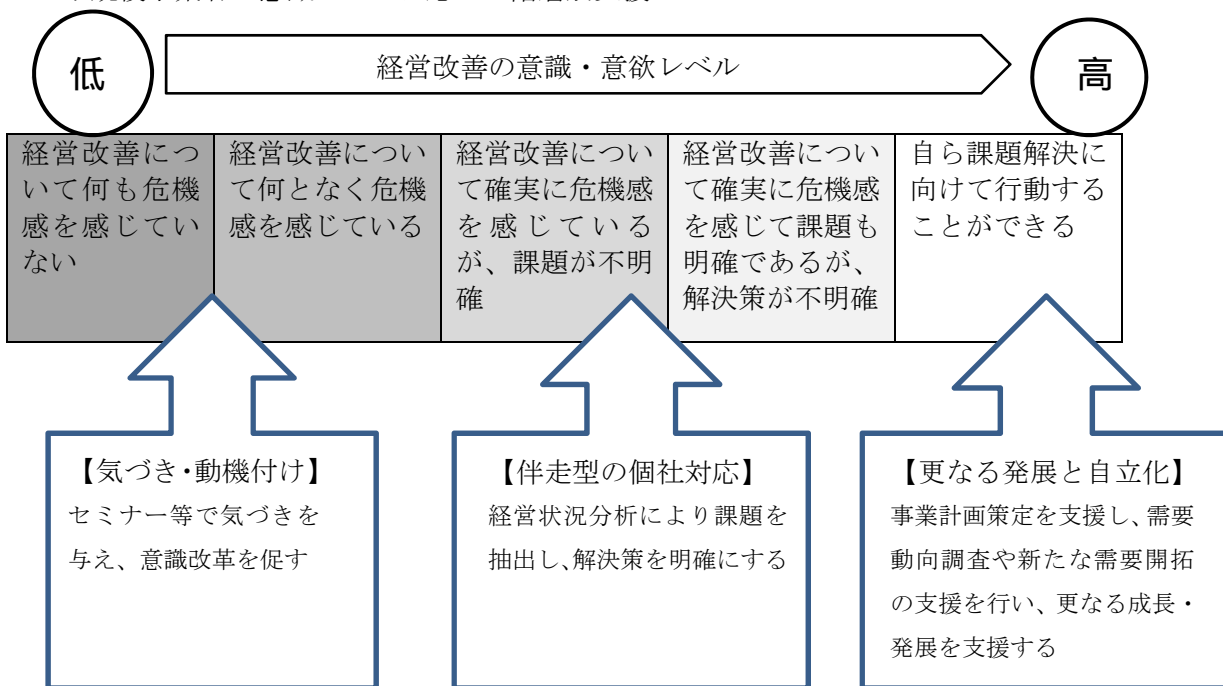 低
経営改善の意識・意欲レベル
高
経営改善につ
いて何も危機
感を感じてい
ない
経営改善につい
て何となく危機
感を感じている
経営改善につい
て確実に危機感
を感じている
が、課題が不明
確
経営改善につい
て確実に危機感
を感じて課題も
明確であるが、
解決策が不明確
自ら課題解決に
向けて行動する
ことができる
【気づき・動機付け】
セミナー等で気づきを
与え、意識改革を促す
【伴走型の個社対応】
経営状況分析により課題を
抽出し、解決策を明確にする
【更なる発展と自立化】
事業計画策定を支援し、需要
動向調査や新たな需要開拓
の支援を行い、更なる成長・
発展を支援する